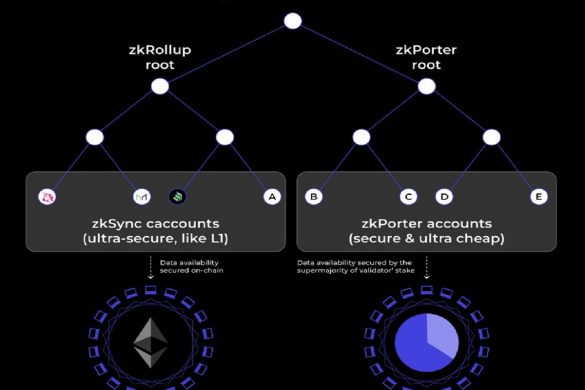 zkRollup
root
zkPorter
root
A
B
C
D
E
zkSync caccounts
(ultra-secure, like L1)
zkPorter accounts
(secure & ultra cheap)
Data availability
secured on-chain
Data availability secured by the
supermajority of validator' stake